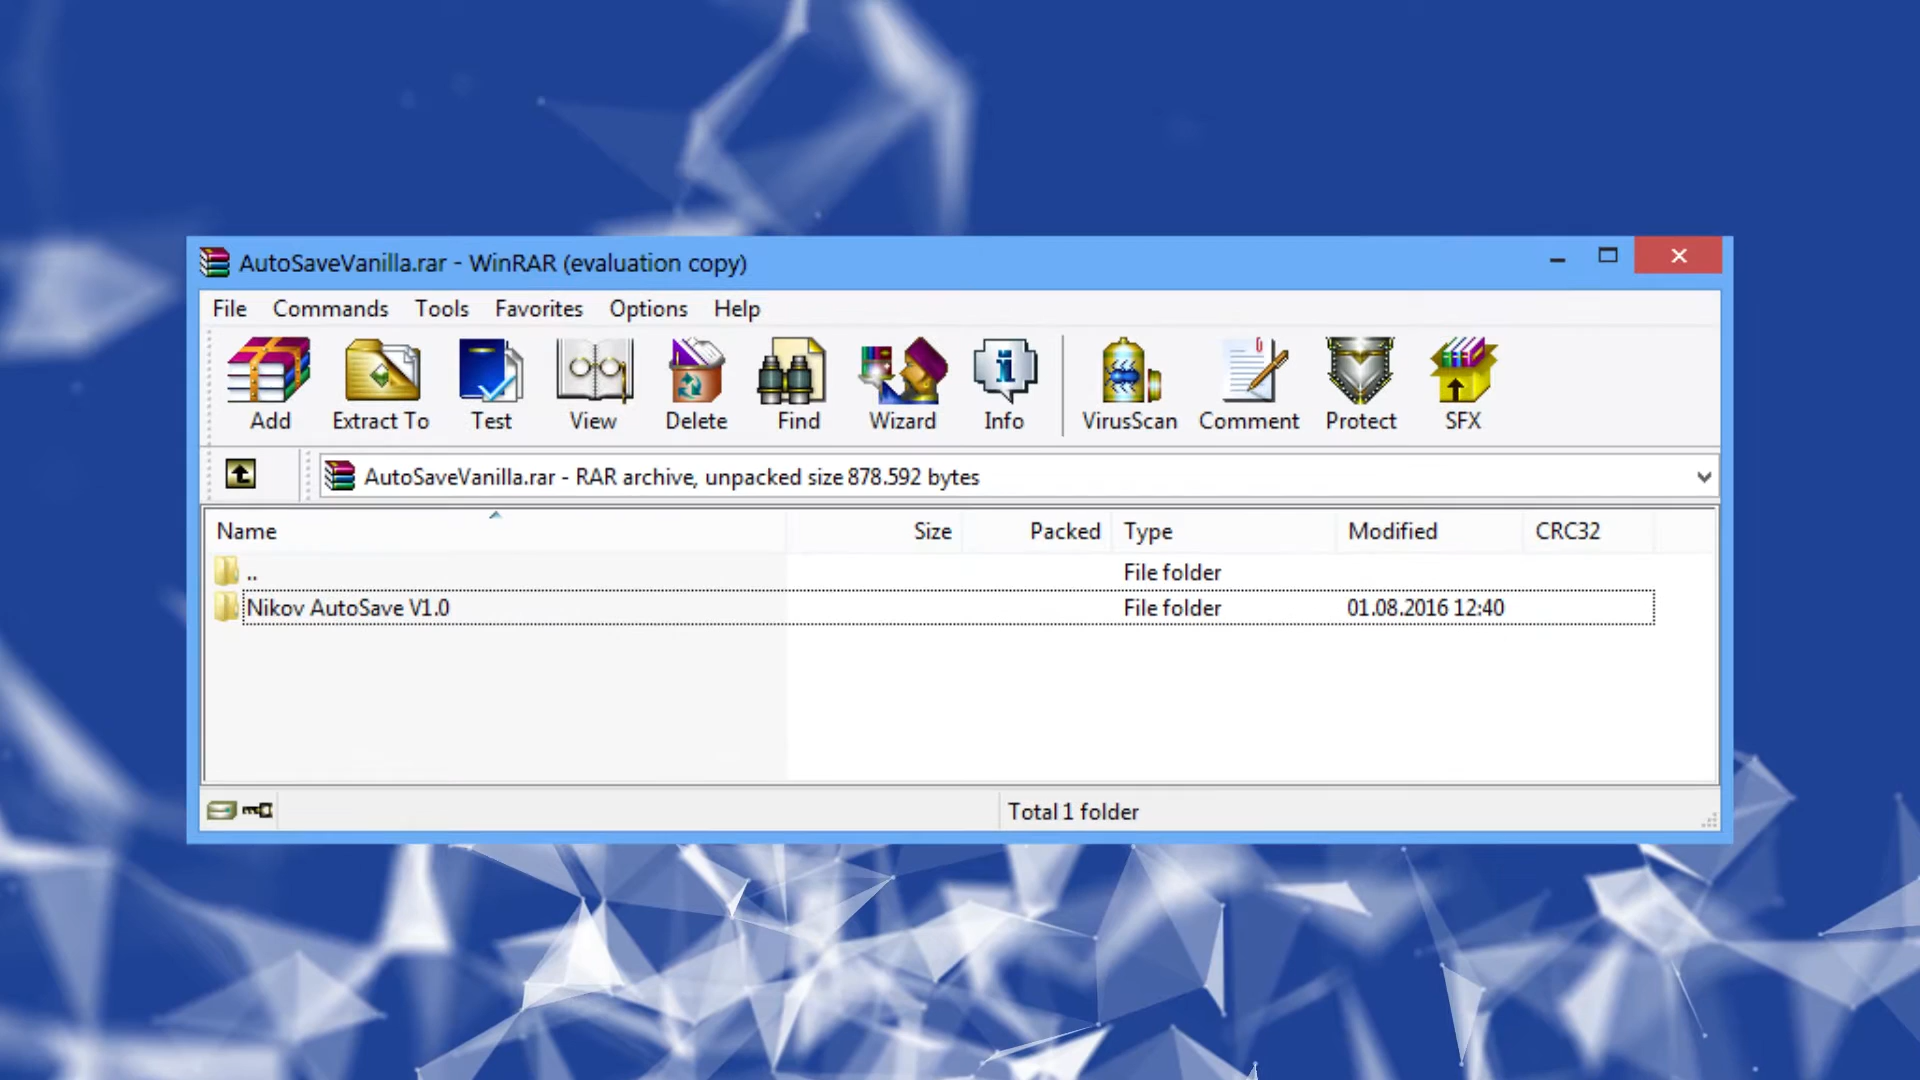 AutoSaveVanilla.rar - WinRAR (evaluation copy)
File Commands Tools Favorites Options Help
Add Extract To Test View Delete Find Wizard Info VirusScan Comment Protect SFX
AutoSaveVanilla.rar - RAR archive, unpacked size 878.592 bytes
Name Size Packed Type Modified CRC32
.. File folder
Nikov AutoSave V1.0 File folder 01.08.2016 12:40
Total 1 folder